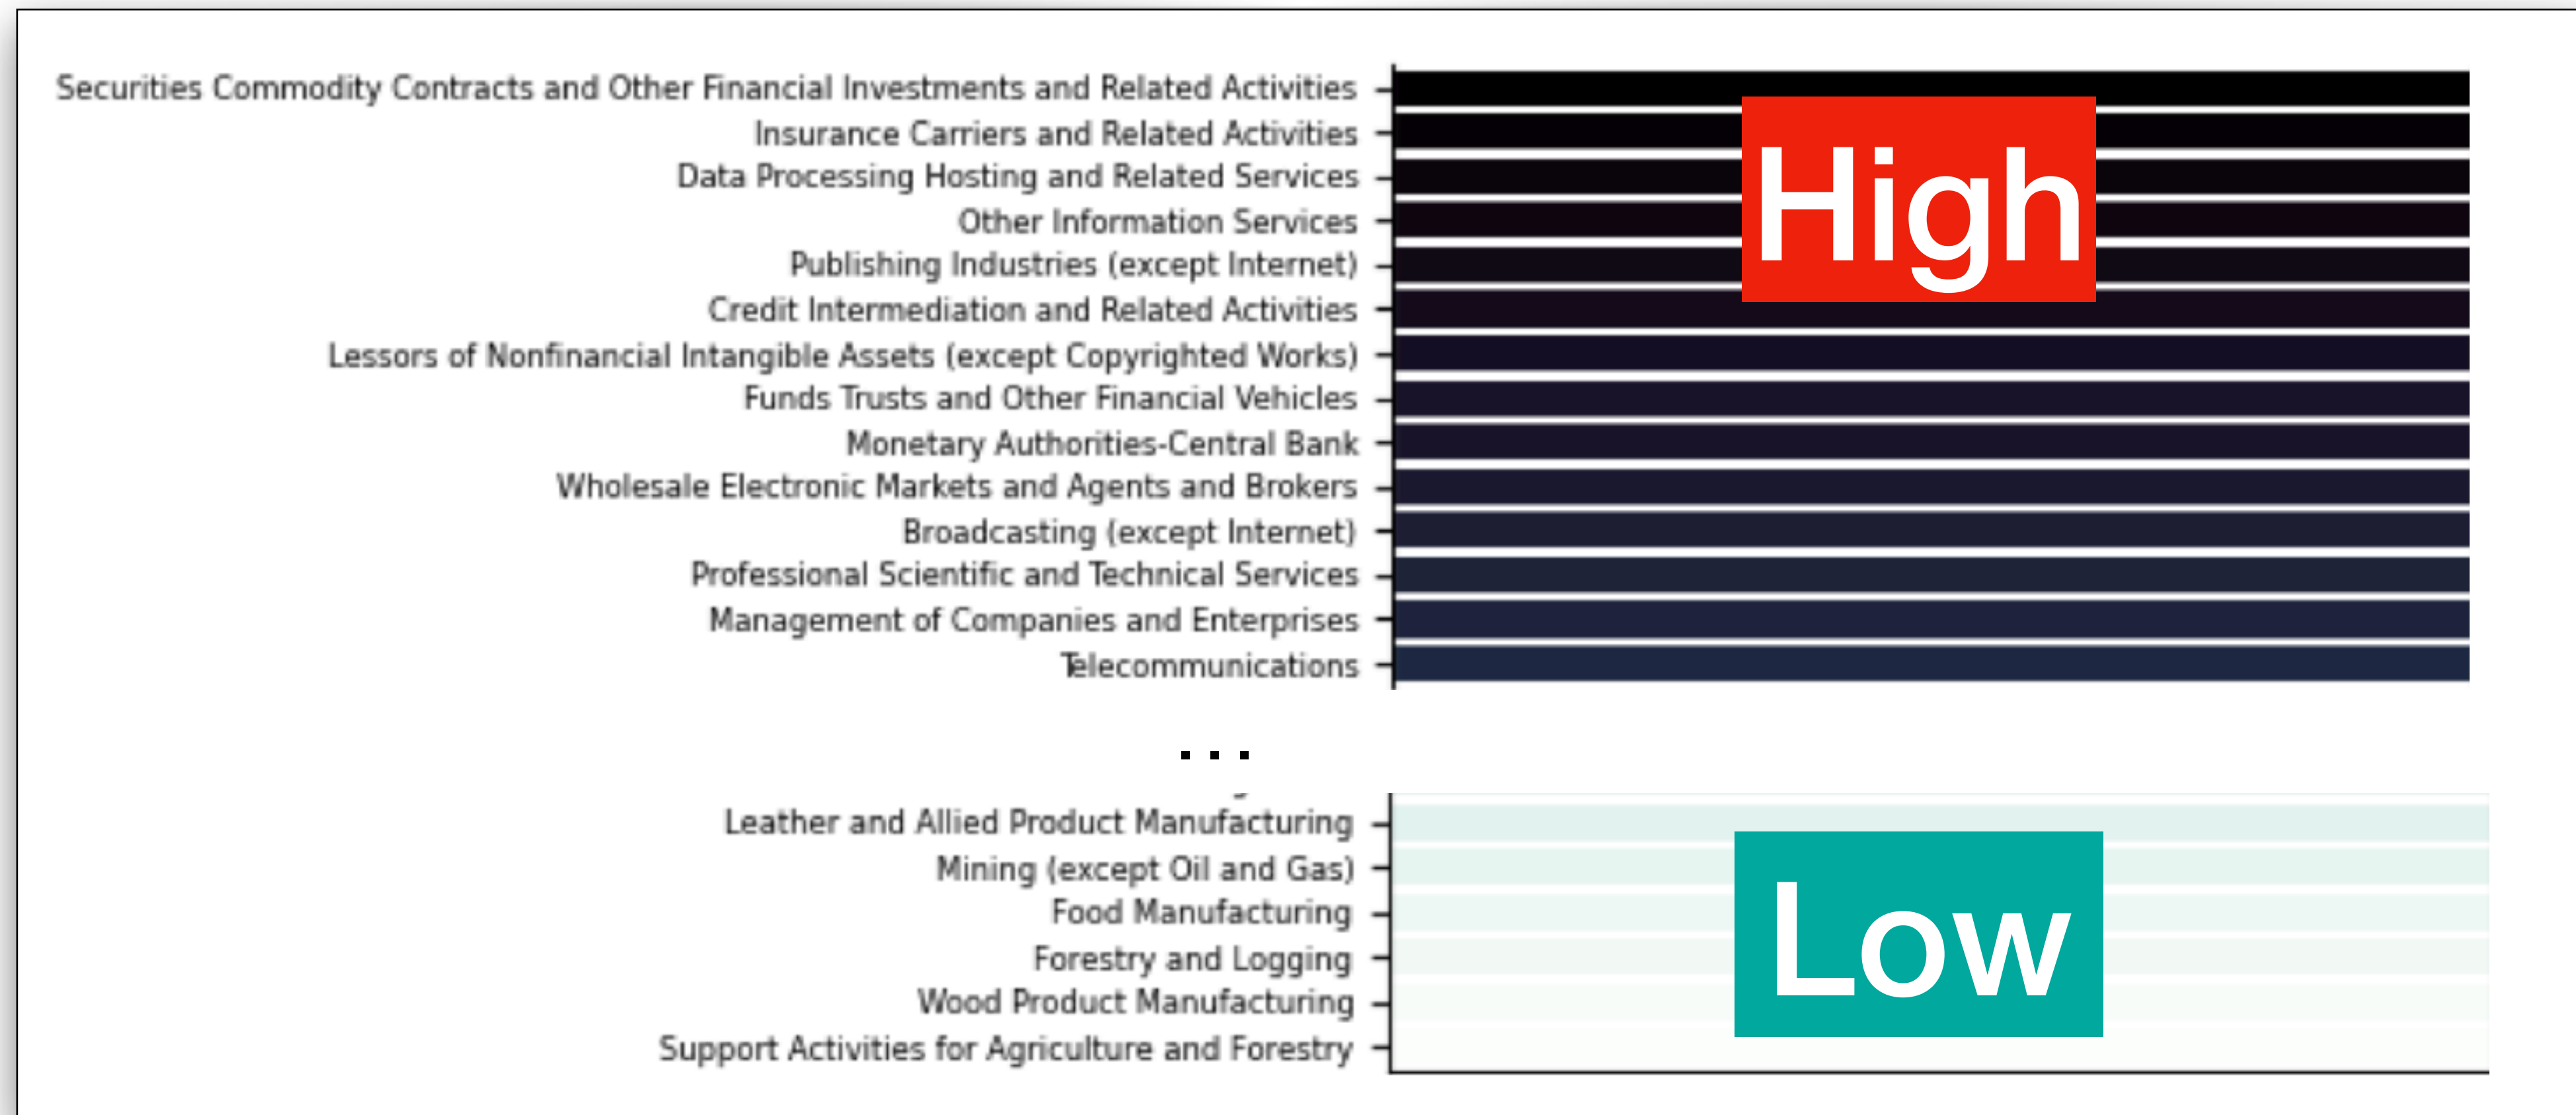 Securities Commodity Contracts and Other Financial Investments and Related Activities
Insurance Carriers and Related Activities
Data Processing Hosting and Related Services
Other Information Services
Publishing Industries (except Internet)
Credit Intermediation and Related Activities
Lessors of Nonfinancial Intangible Assets (except Copyrighted Works)
Funds Trusts and Other Financial Vehicles
Monetary Authorities-Central Bank
Wholesale Electronic Markets and Agents and Brokers
Broadcasting (except Internet)
Professional Scientific and Technical Services
Management of Companies and Enterprises
Telecommunications
High
...
Leather and Allied Product Manufacturing
Mining (except Oil and Gas)
Food Manufacturing
Forestry and Logging
Wood Product Manufacturing
Support Activities for Agriculture and Forestry
Low